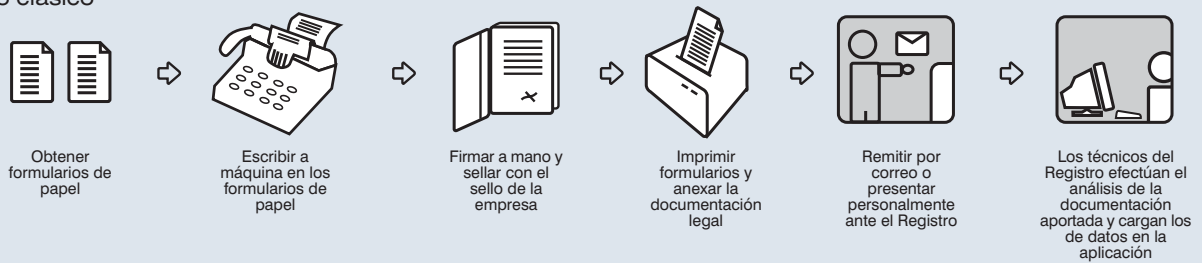 clásico
Obtener
formularios de
papel
Escribir a
máquina en los
formularios de
papel
Firmar a mano y
sellar con el
sello de la
empresa
Imprimir
formularios y
anexar la
documentación
legal
Remitir por
correo o
presentar
personalmente
ante el Registro
Los técnicos del
Registro efectúan el
análisis de la
documentación
aportada y cargan los
de datos en la
aplicación